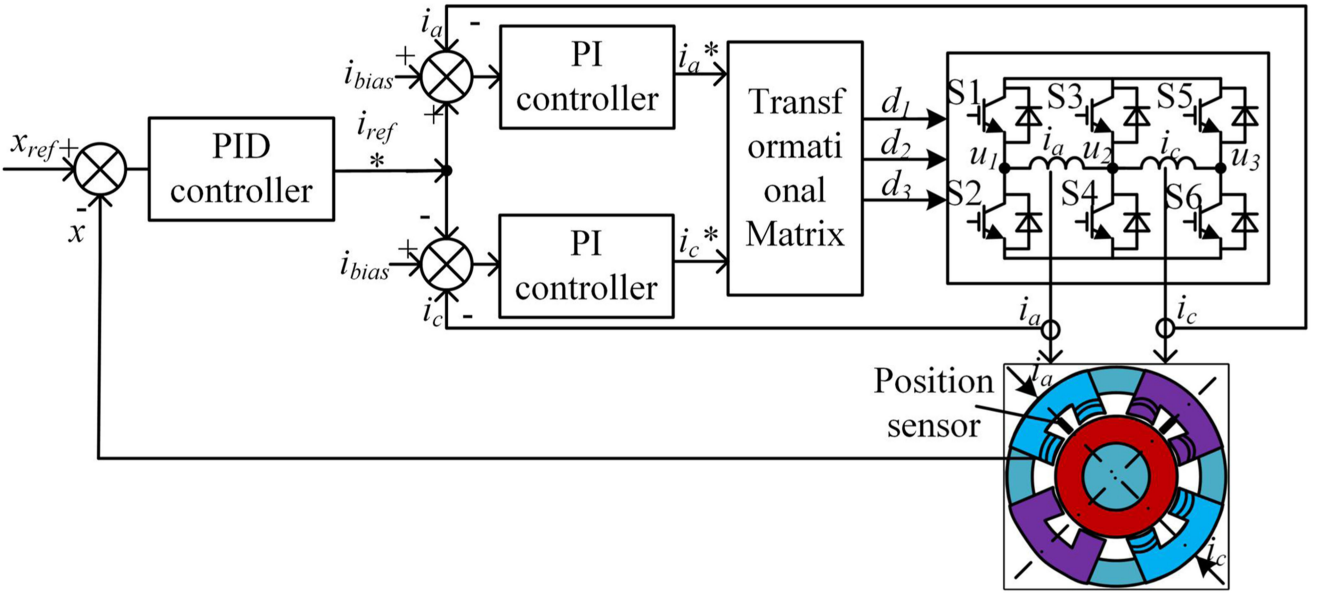 i_a -
+
i_bias
+
PI
controller
i_a*
x_ref +
-
x
PID
controller
i_ref
*
-
i_bias +
i_c -
PI
controller
i_c*
Transf
ormati
onal
Matrix
d_1
d_2
d_3
S1 S3 S5
u_1 i_a u_2 i_c u_3
S2 S4 S6
i_a i_c
Position
sensor
i_a
i_c